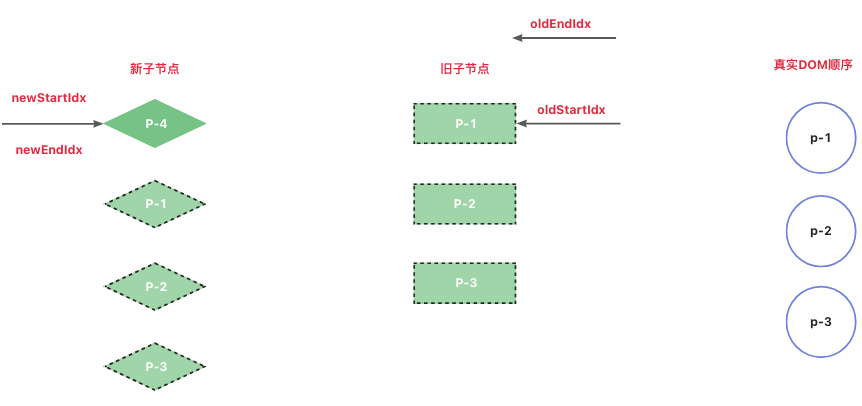 oldEndIdx
新子节点
旧子节点
真实DOM顺序
newStartIdx
P-4
newEndIdx
P-1
oldStartIdx
p-1
P-1
P-2
p-2
P-2
P-3
p-3
P-3